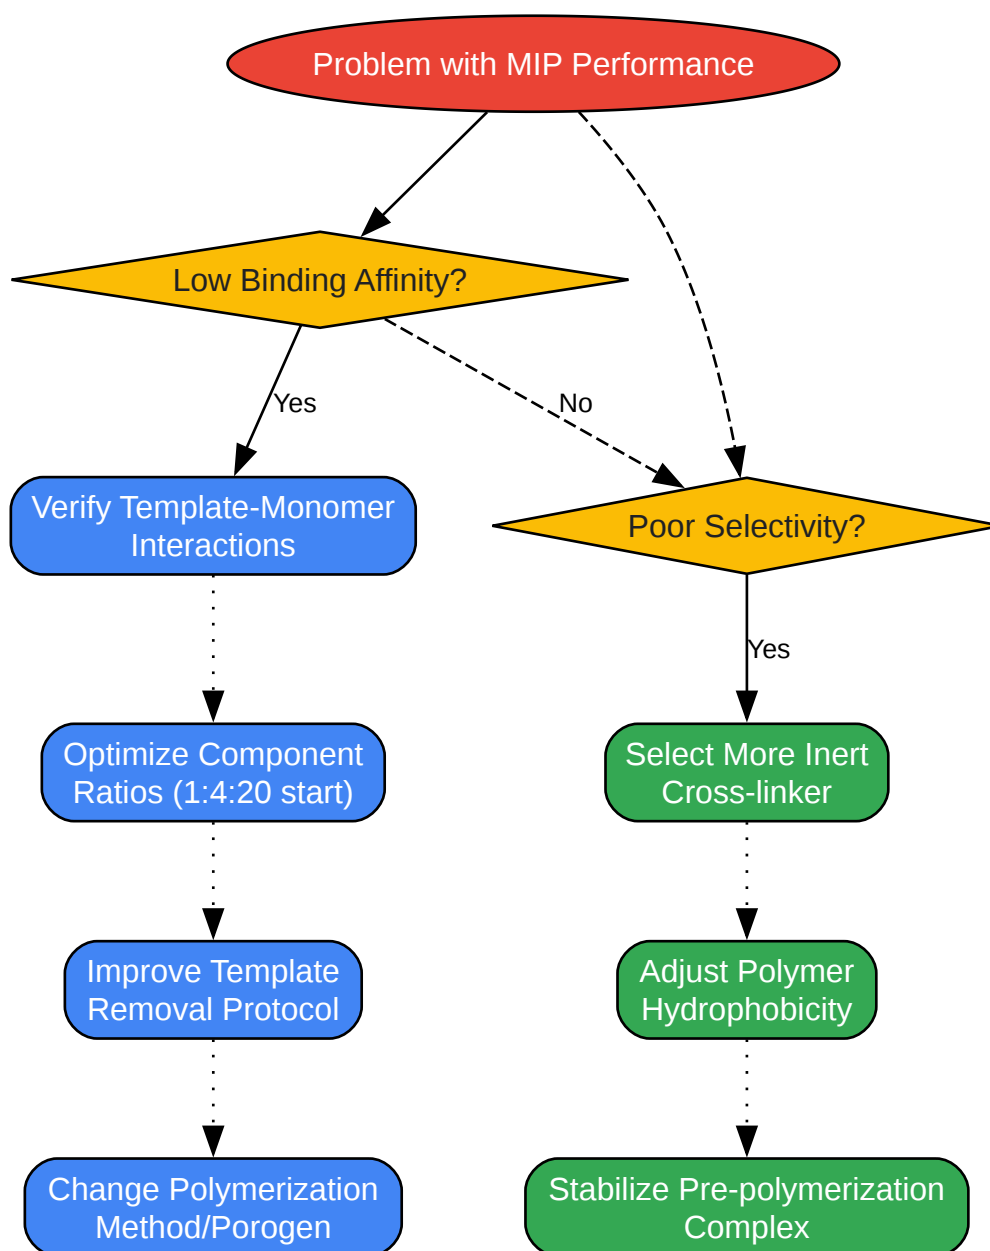 Problem with MIP Performance
Low Binding Affinity?
Yes
No
Verify Template-Monomer
Interactions
Poor Selectivity?
Yes
Optimize Component
Ratios (1:4:20 start)
Select More Inert
Cross-linker
Improve Template
Removal Protocol
Adjust Polymer
Hydrophobicity
Change Polymerization
Method/Porogen
Stabilize Pre-polymerization
Complex